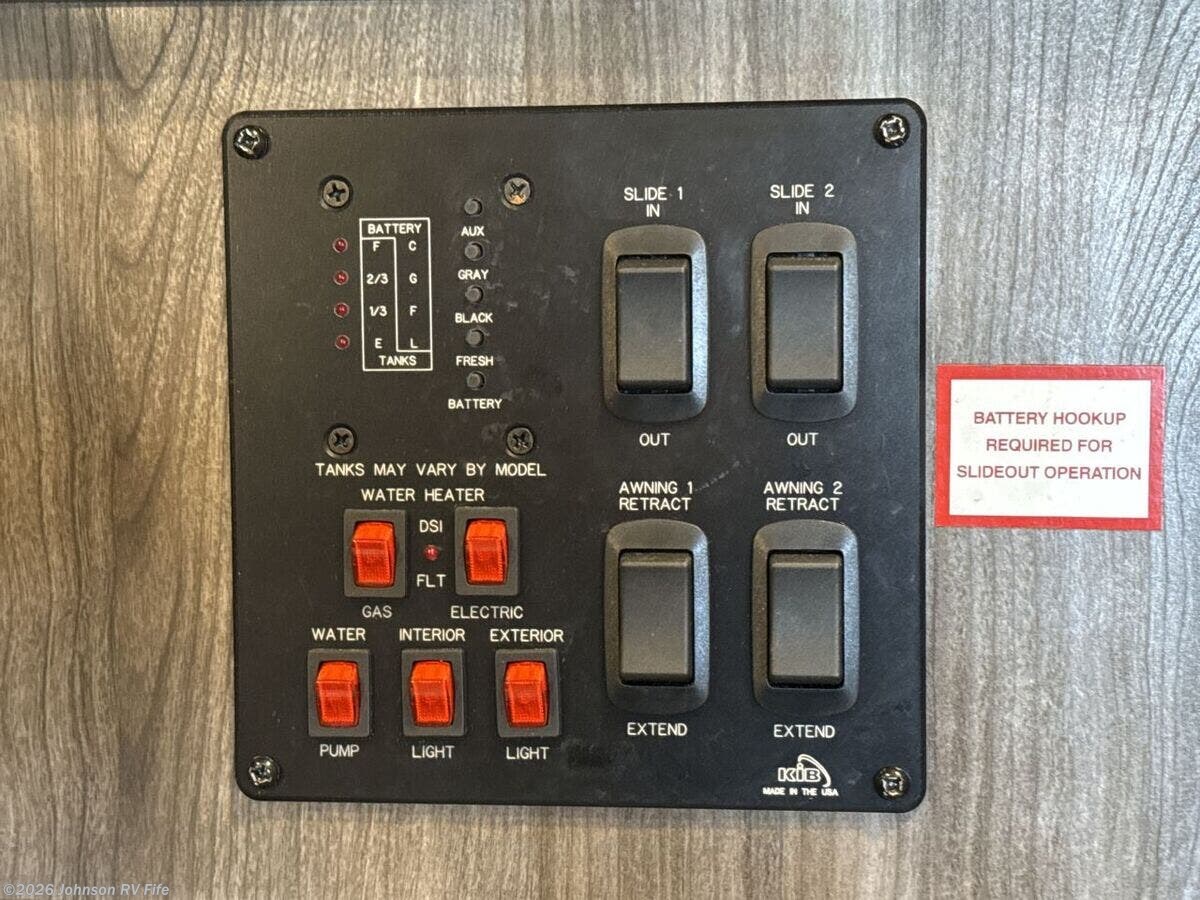 BATTERY
F C
2/3 G
1/3 F
E L
TANKS
AUX
GRAY
BLACK
FRESH
BATTERY
TANKS MAY VARY BY MODEL
WATER HEATER
DSI
FLT
GAS
ELECTRIC
WATER
PUMP
INTERIOR
LIGHT
EXTERIOR
LIGHT
SLIDE 1
IN
OUT
SLIDE 2
IN
OUT
AWNING 1
RETRACT
EXTEND
AWNING 2
RETRACT
EXTEND
KIB
MADE IN THE USA
BATTERY HOOKUP
REQUIRED FOR
SLIDEOUT OPERATION
©2026 Johnson RV Fife